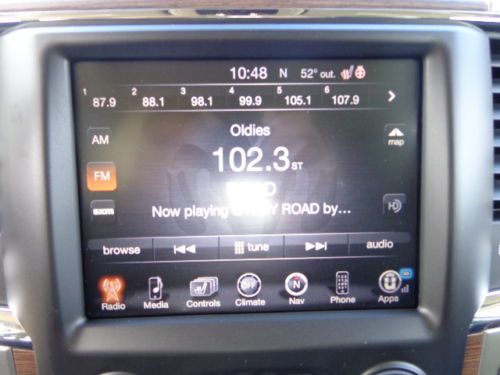 10:48 N 52° out.
1 2 3 4 5 6
87.9 88.1 98.1 99.9 105.1 107.9 >
Oldies
AM
map
102.3 ST
FM
Now playing ROAD by...
sxm
HD
browse tune audio
OFF N
Radio Media Controls Climate Nav Phone Apps